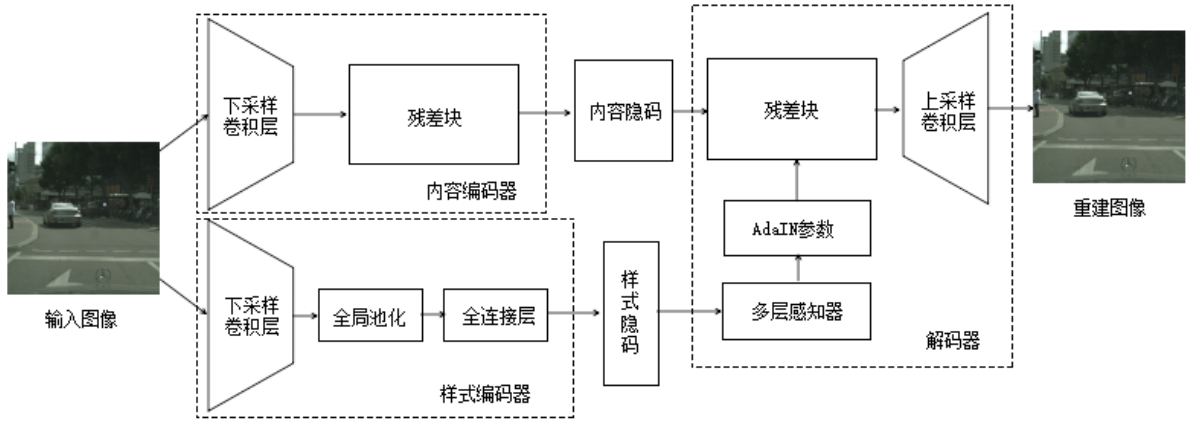 下采样
卷积层
残差块
内容编码器
内容隐码
残差块
上采样
卷积层
重建图像
AdaIN参数
多层感知器
解码器
输入图像
下采样
卷积层
全局池化
全连接层
样式编码器
样
式
隐
码